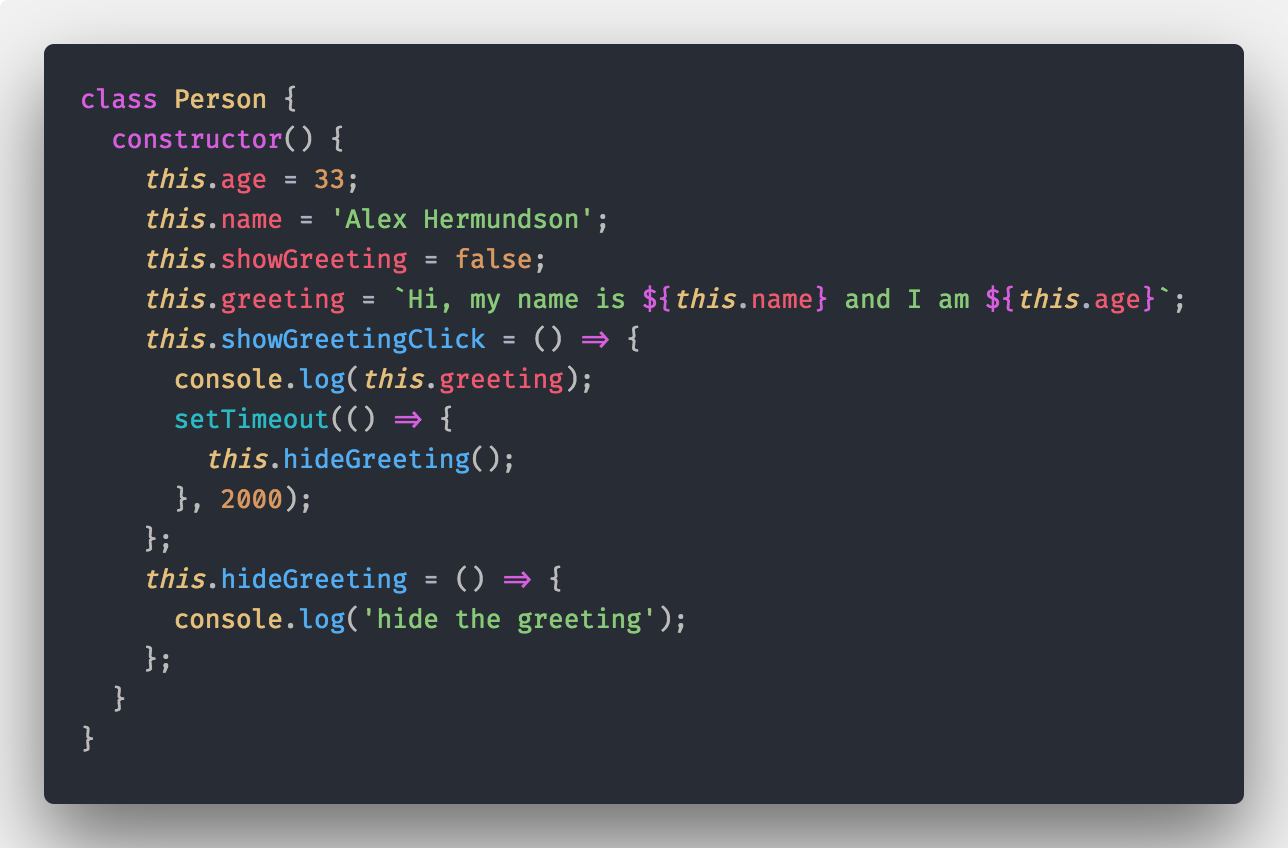 class Person {
  constructor() {
    this.age = 33;
    this.name = 'Alex Hermundson';
    this.showGreeting = false;
    this.greeting = `Hi, my name is ${this.name} and I am ${this.age}`;
    this.showGreetingClick = () => {
      console.log(this.greeting);
      setTimeout(() => {
        this.hideGreeting();
      }, 2000);
    };
    this.hideGreeting = () => {
      console.log('hide the greeting');
    };
  }
}